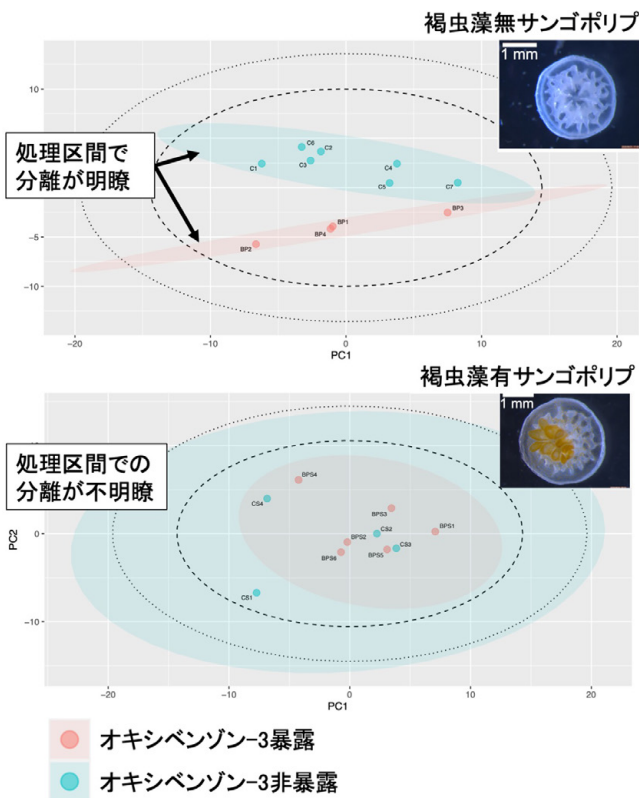 褐虫藻無サンゴポリプ
1 mm
10
C6
C2
処理区間で
分離が明瞭
C1
C3
C4
C5
C7
BP3
BP1
BP4
-5
BP2
-10
-20
-10
0
10
20
PC1
褐虫藻有サンゴポリプ
1 mm
処理区間での
分離が不明瞭
BPS4
CS4
BPS3
CS2
BPS1
PC2
0
BPS2
CS3
BPS6
BPS5
CS1
-10
-20
-10
0
10
20
PC1
オキシベンゾン-3暴露
オキシベンゾン-3非暴露